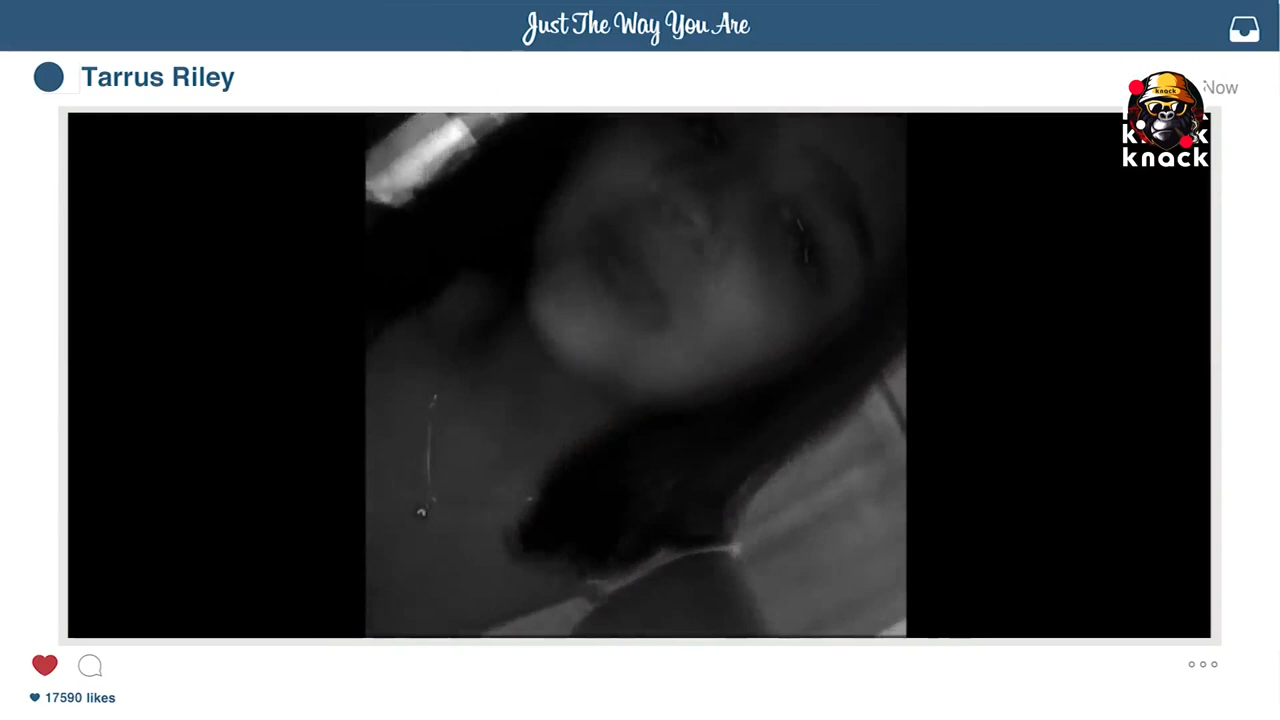 Just The Way You Are
Tarrus Riley
Now
knack
k k
knack
17590 likes